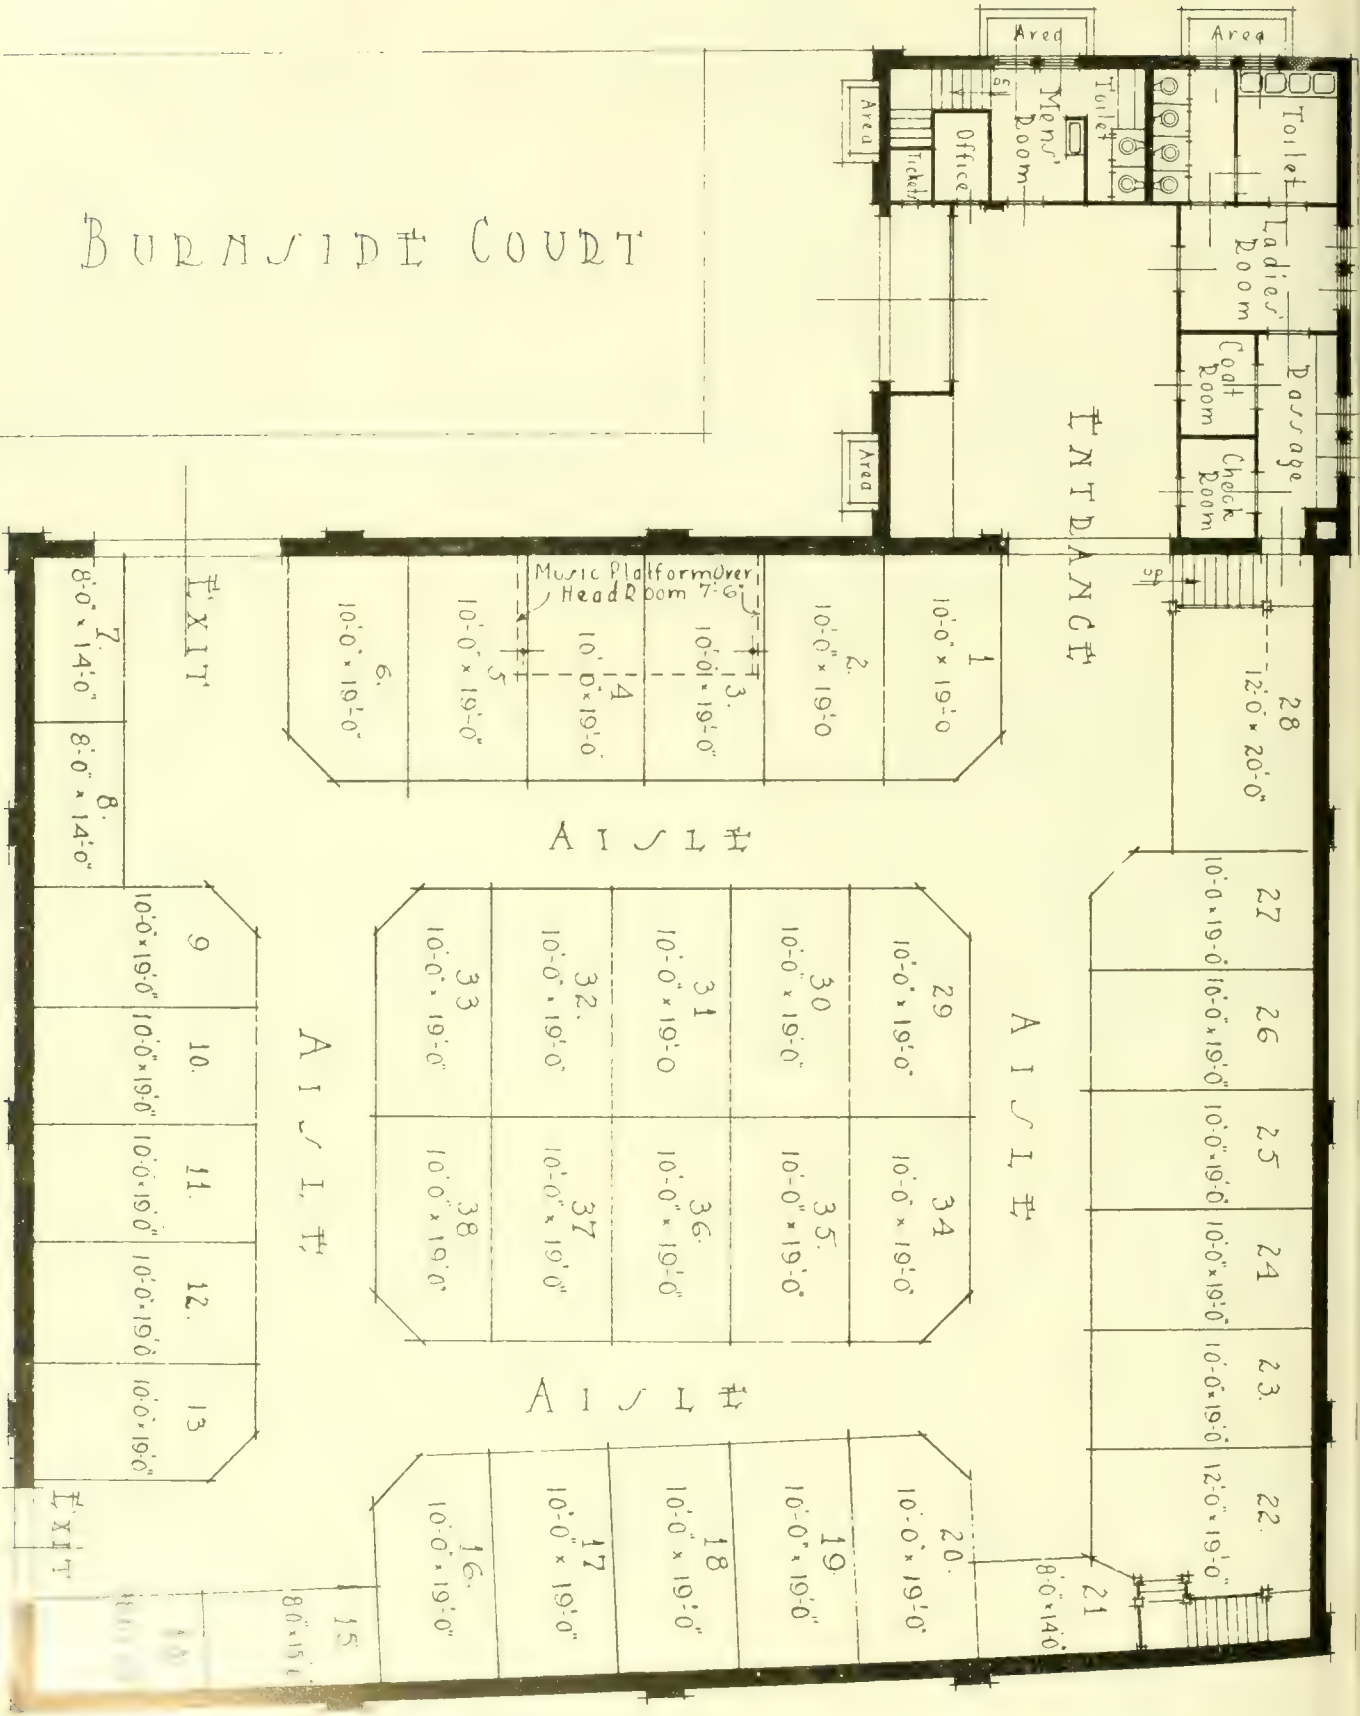 Area
Area
Area
Up
Mens'
Room
Toilet
Office
Tickets
Toilet
Ladies'
Room
Coat
Room
Check
Room
Passage
BURNSIDE COURT
Area
ENTRANCE
up
EXIT
Music Platform Over
Head Room 7'-6"
1
10'-0" × 19'-0
2.
10'-0" × 19'-0
3.
10'-0" × 19'-0"
4
10'-0" × 19'-0"
5
10'-0" × 19'-0"
6.
10'-0" × 19'-0"
7.
8'-0" × 14'-0"
8.
8'-0" × 14'-0"
28
12'-0" × 20'-0"
AISLE
27
10'-0 × 19'-0"
26
10'-0" × 19'-0"
25
10'-0" × 19'-0"
24
10'-0" × 19'-0"
23.
10'-0" × 19'-0"
22.
12'-0" × 19'-0"
9
10'-0" × 19'-0"
10.
10'-0" × 19'-0"
11.
10'-0 × 19'-0"
12.
10'-0" × 19'-0
13
10'-0" × 19'-0"
33
10'-0" × 19'-0"
32.
10'-0" × 19'-0"
31
10'-0" × 19'-0
30
10'-0" × 19'-0"
29
10'-0" × 19'-0"
38
10'-0" × 19'-0"
37
10'-0" × 19'-0"
36.
10'-0" × 19'-0"
35.
10'-0" × 19'-0"
34
10'-0" × 19'-0"
AISLE
AISLE
AISLE
16.
10'-0" × 19'-0"
17
10'-0" × 19'-0"
18
10'-0" × 19'-0"
19.
10'-0" × 19'-0"
20.
10'-0" × 19'-0"
21
8'-0" × 14'-0"
EXIT
15